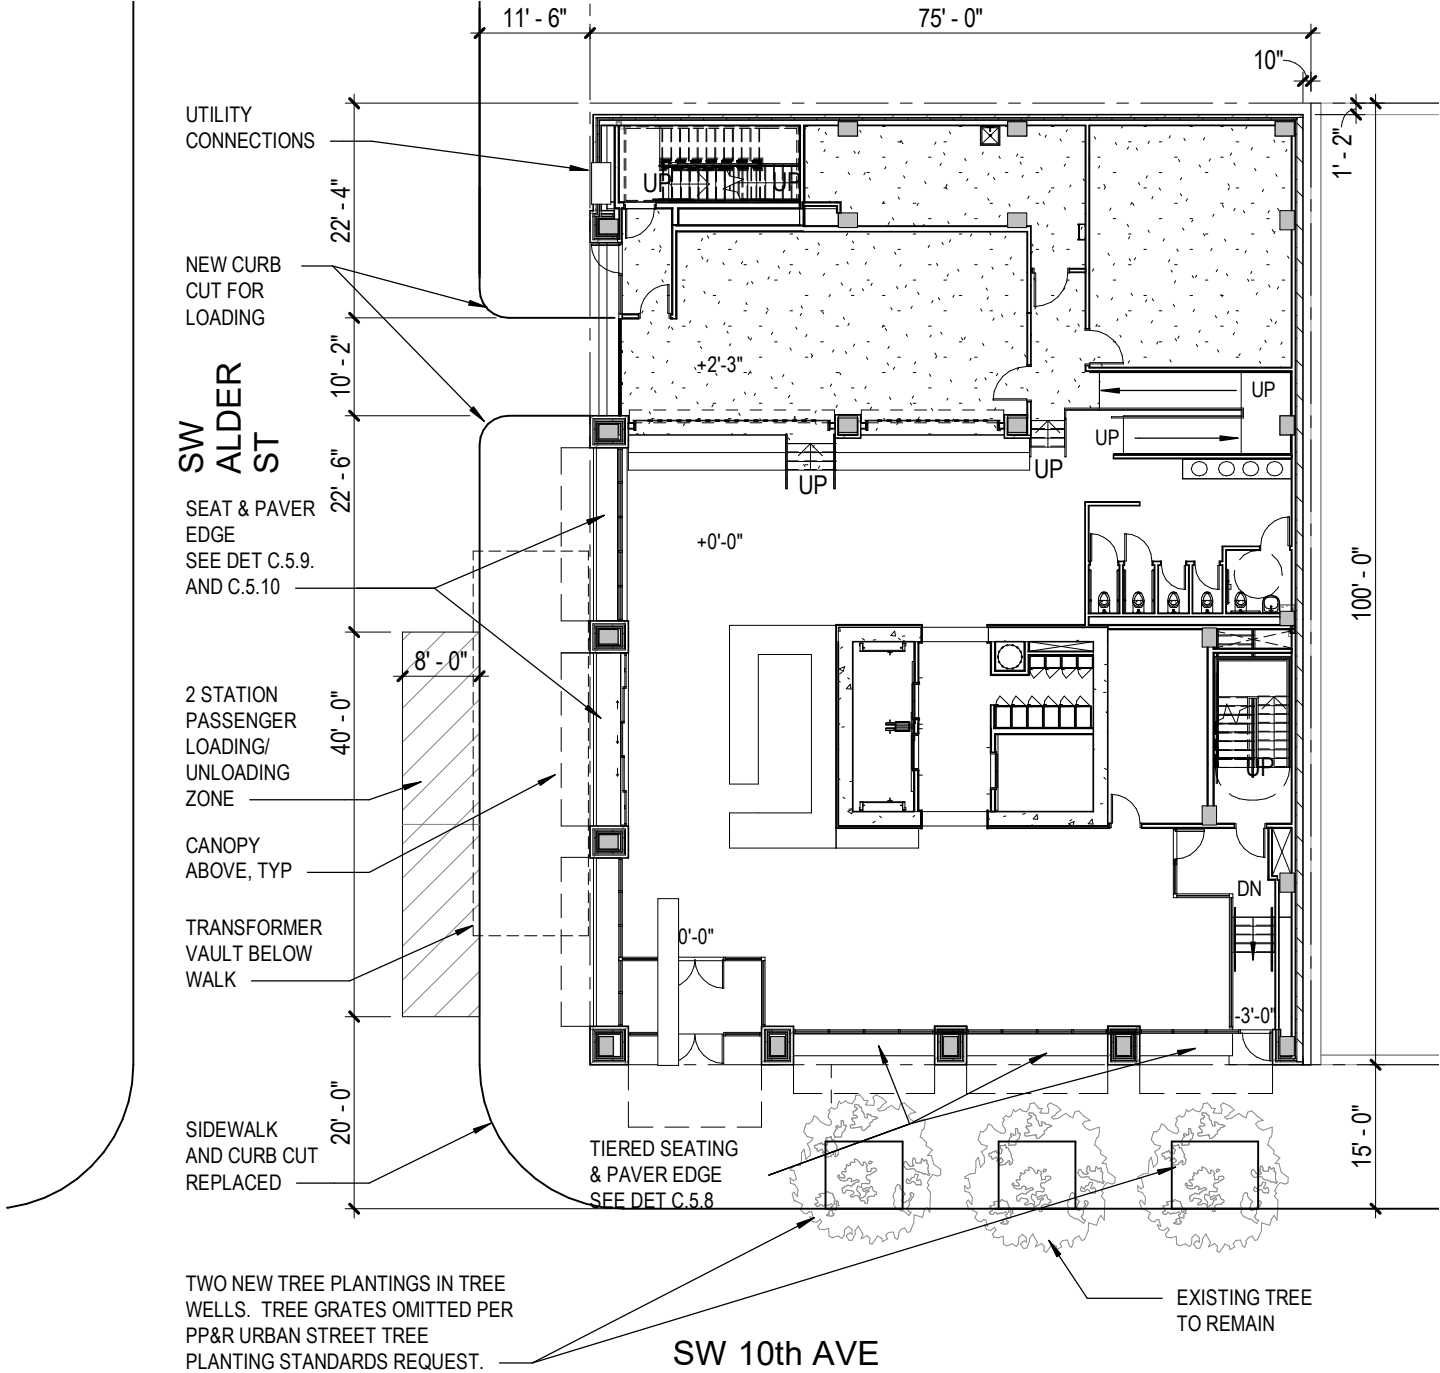 11' - 6"
75' - 0"
10"
UTILITY
CONNECTIONS
1' - 2"
22' - 4"
UP
UP
NEW CURB
CUT FOR
LOADING
10' - 2"
+2'-3"
UP
UP
SW
ALDER
ST
22' - 6"
UP
UP
SEAT & PAVER
EDGE
SEE DET C.5.9.
AND C.5.10
+0'-0"
100' - 0"
8' - 0"
2 STATION
PASSENGER
LOADING/
UNLOADING
ZONE
40' - 0"
UP
CANOPY
ABOVE, TYP
DN
TRANSFORMER
VAULT BELOW
WALK
0'-0"
-3'-0"
SIDEWALK
AND CURB CUT
REPLACED
20' - 0"
TIERED SEATING
& PAVER EDGE
SEE DET C.5.8
15' - 0"
TWO NEW TREE PLANTINGS IN TREE
WELLS. TREE GRATES OMITTED PER
PP&R URBAN STREET TREE
PLANTING STANDARDS REQUEST.
EXISTING TREE
TO REMAIN
SW 10th AVE